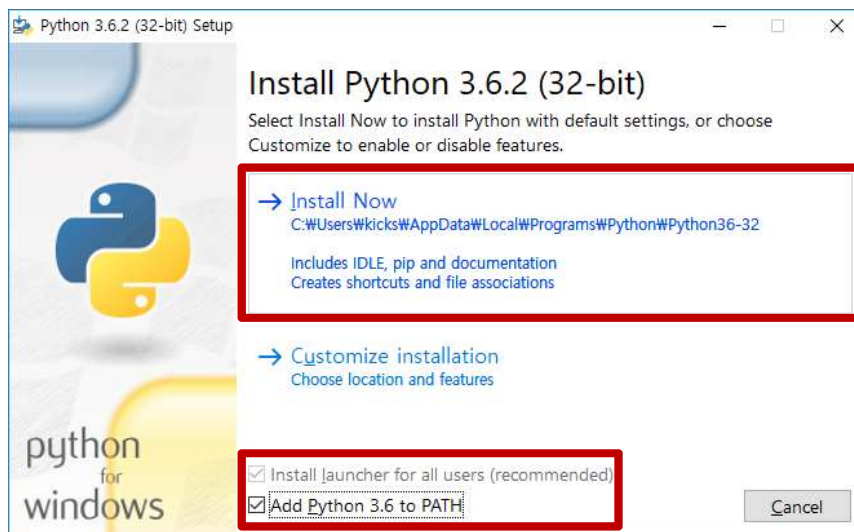 Python 3.6.2 (32-bit) Setup
Install Python 3.6.2 (32-bit)
Select Install Now to install Python with default settings, or choose
Customize to enable or disable features.
Install Now
C:₩Users₩kicks₩AppData₩Local₩Programs₩Python₩Python36-32
Includes IDLE, pip and documentation
Creates shortcuts and file associations
Customize installation
Choose location and features
Install launcher for all users (recommended)
Add Python 3.6 to PATH
Cancel
python
for
windows